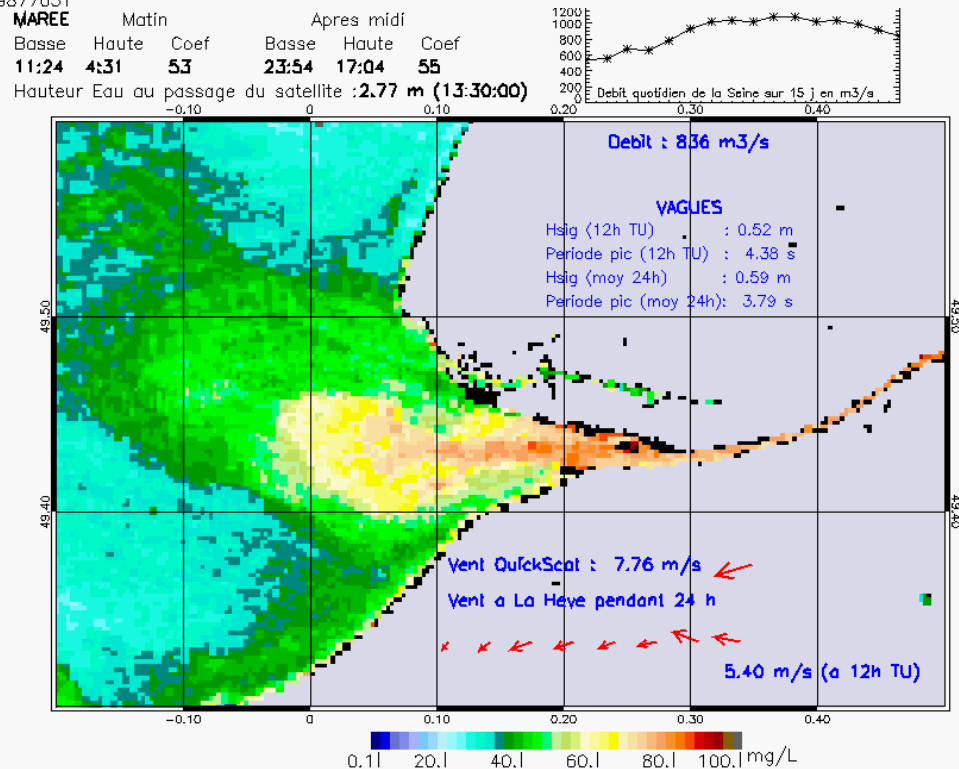 MAREE Matin Apres midi
Basse Haute Coef Basse Haute Coef
11:24 4:31 53 23:54 17:04 55
Hauteur Eau au passage du satellite :2.77 m (13:30:00)
1200
1000
800
600
400
200
0
Debit quotidien de la Seine sur 15 j en m3/s
-0.10 0 0.10 0.20 0.30 0.40
Debit : 836 m3/s
VAGUES
Hsig (12h TU) : 0.52 m
Periode pic (12h TU) : 4.38 s
Hsig (moy 24h) : 0.59 m
Periode pic (moy 24h): 3.79 s
49.50 49.50
49.40 49.40
Vent QuickScat : 7.76 m/s
Vent a La Heve pendant 24 h
5.40 m/s (a 12h TU)
-0.10 0 0.10 0.20 0.30 0.40
0.1| 20.| 40.| 60.| 80.| 100.| mg/L